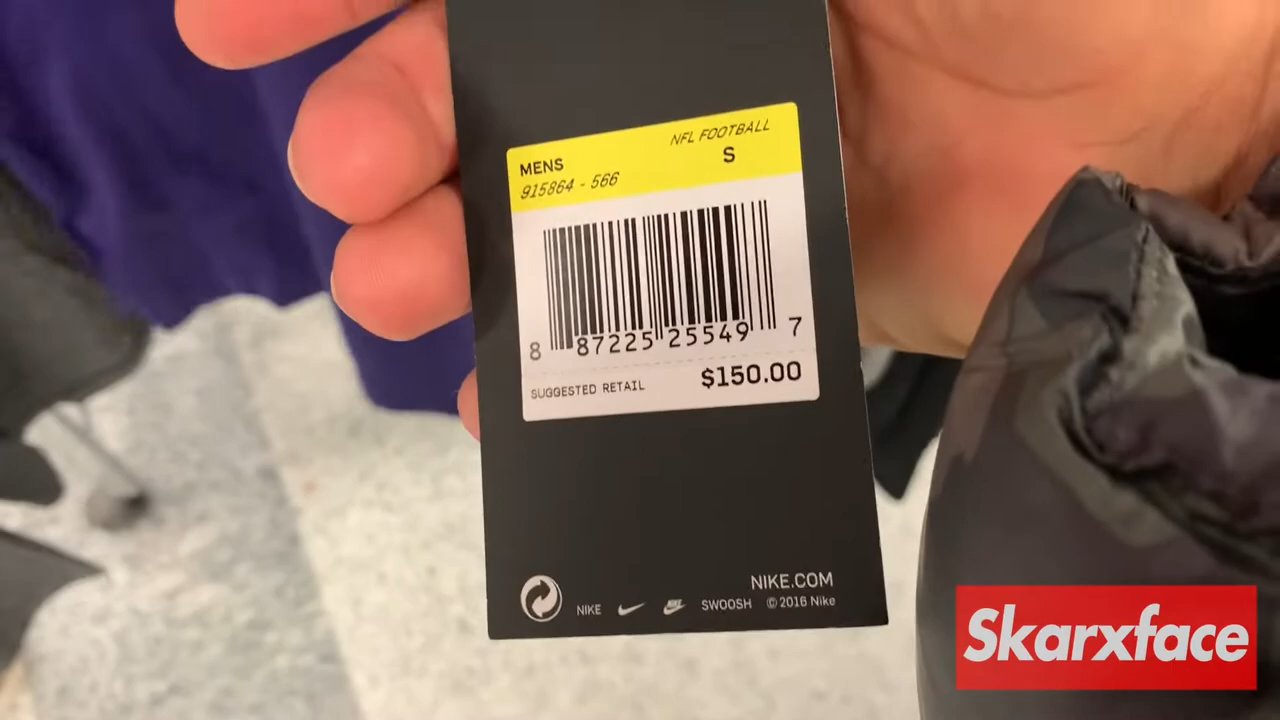 NFL FOOTBALL
MENS S
915864 - 566
8 87225 25549 7
SUGGESTED RETAIL $150.00
NIKE.COM
NIKE SWOOSH © 2016 Nike
Skarxface